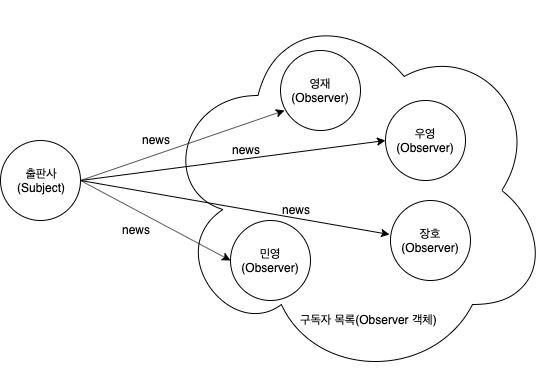 영재
(Observer)
news
우영
(Observer)
news
출판사
(Subject)
news
장호
(Observer)
news
민영
(Observer)
구독자 목록(Observer 객체)